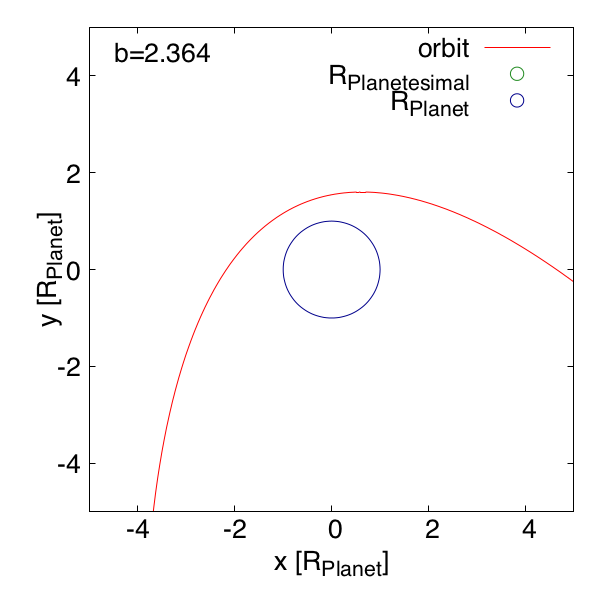 b=2.364
orbit
R_Planetesimal
R_Planet
4
2
0
-2
-4
y [R_Planet]
-4 -2 0 2 4
x [R_Planet]